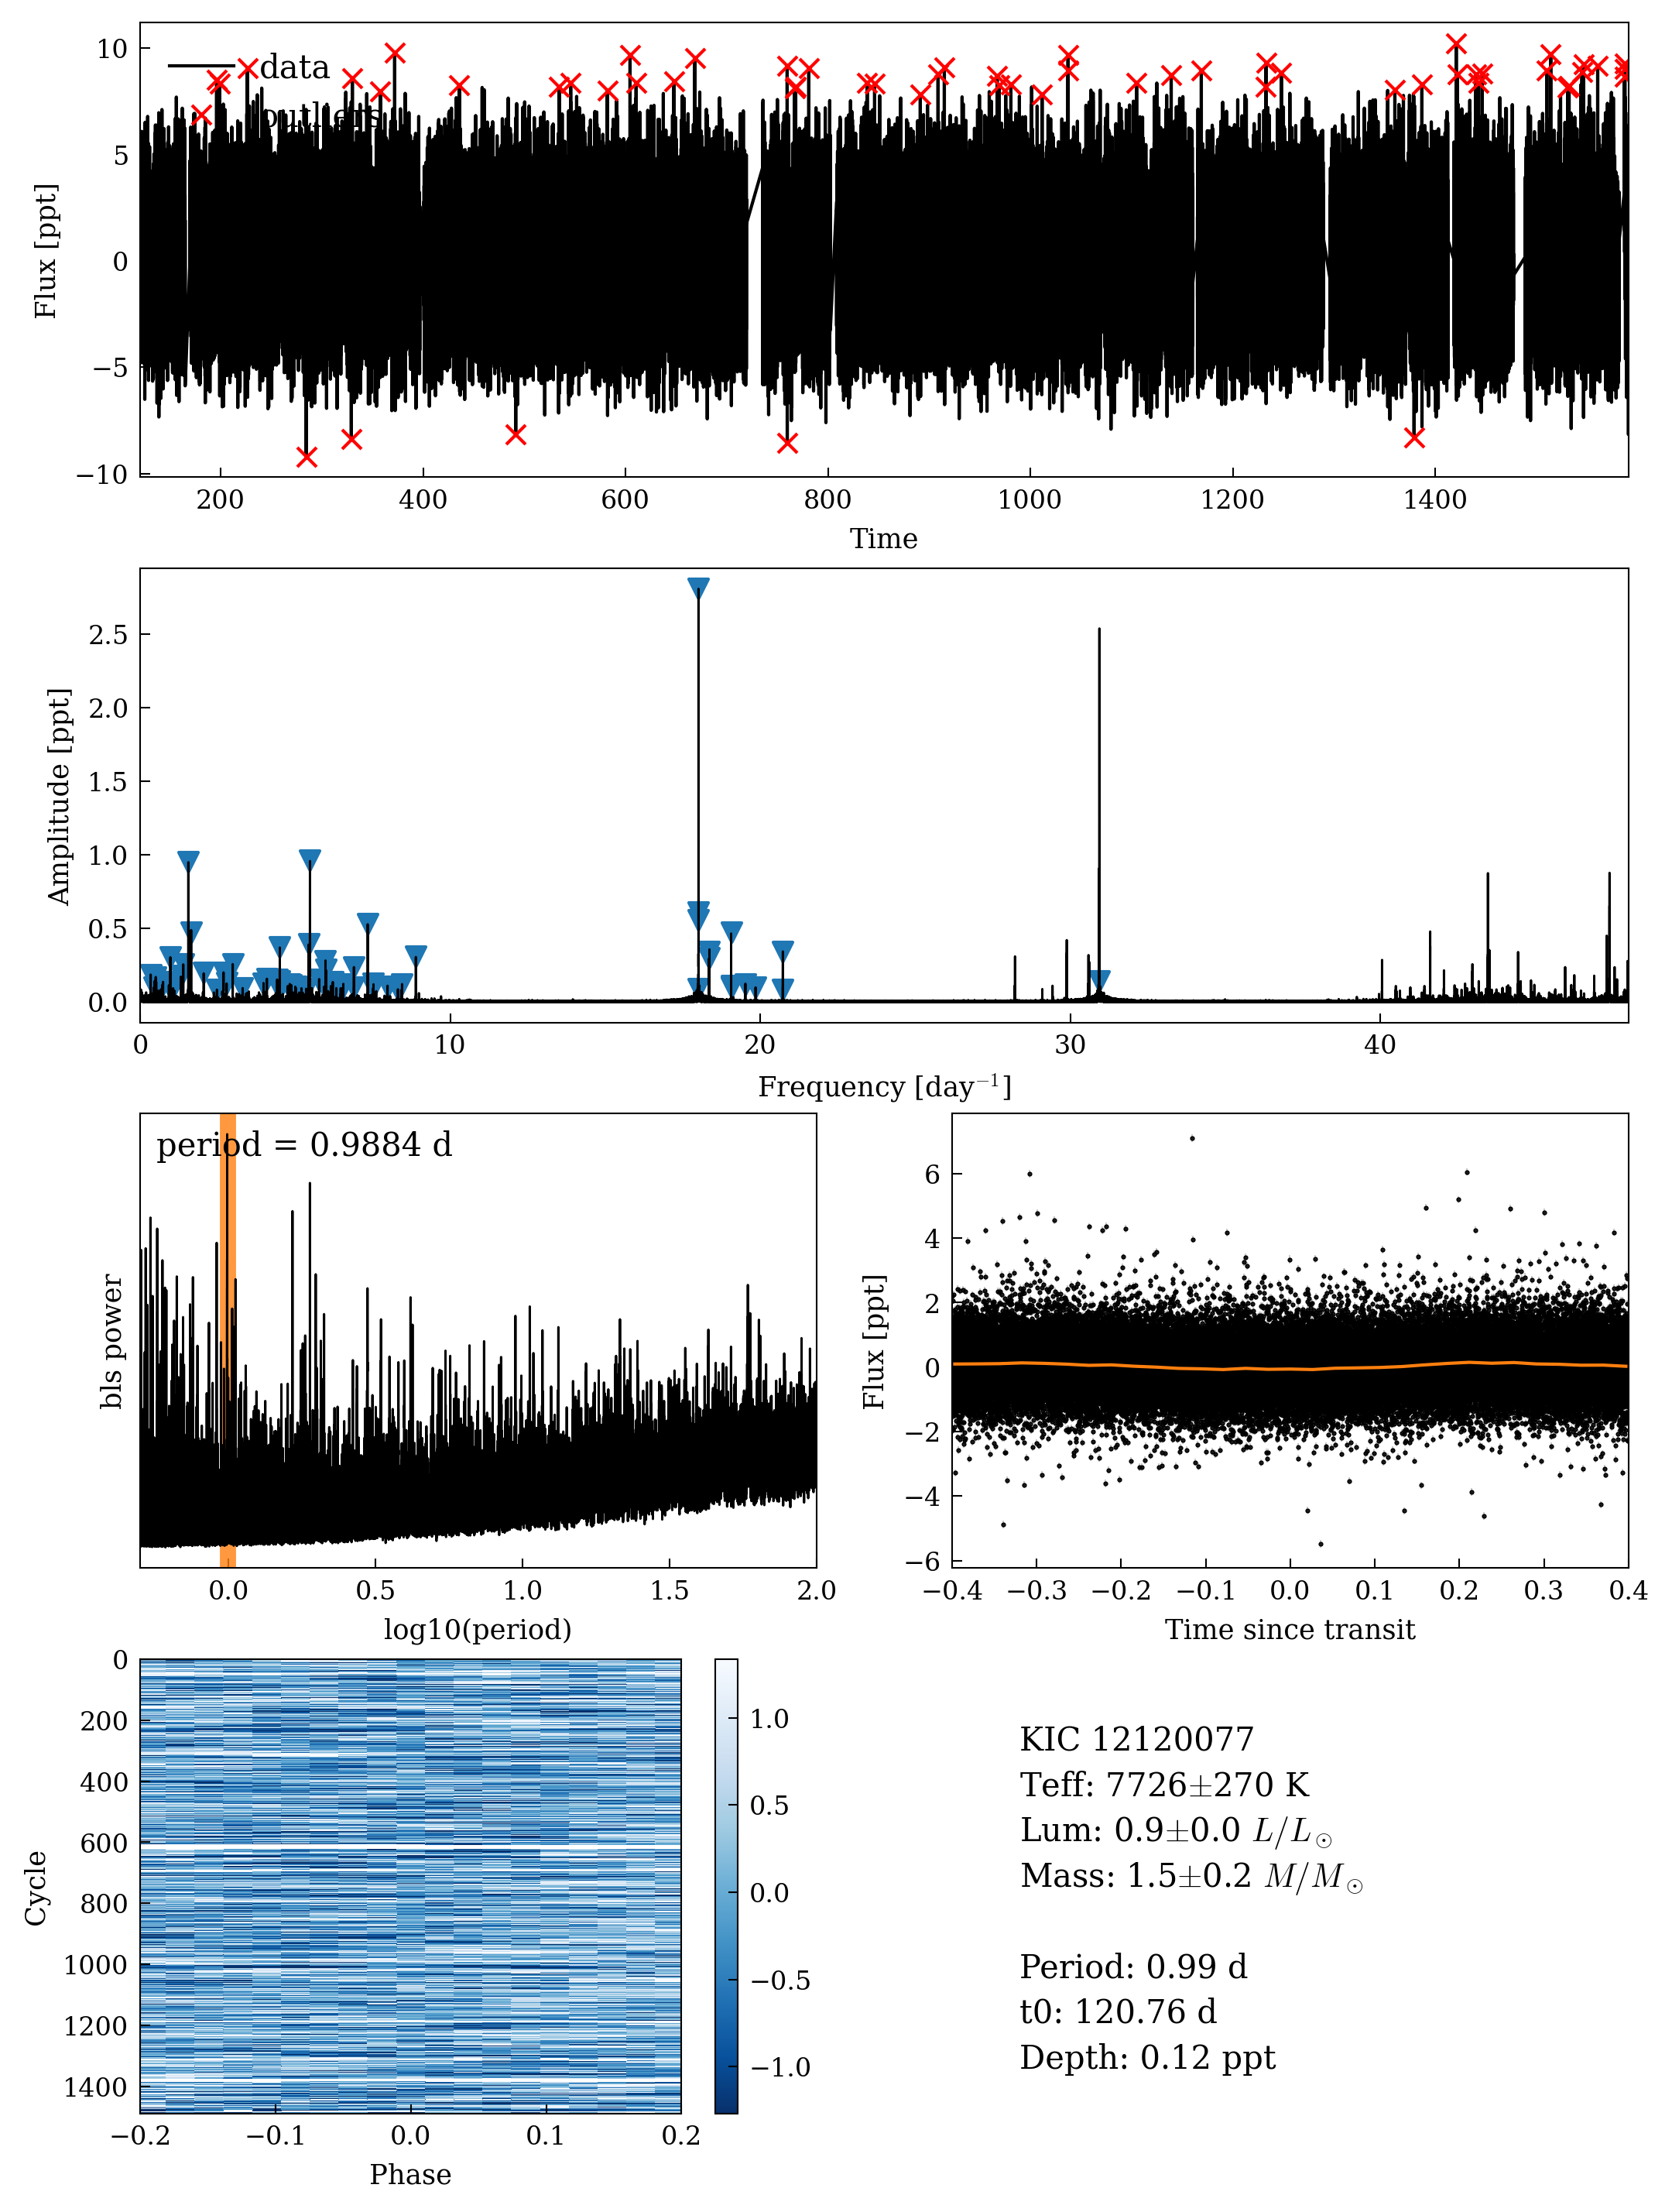 data
outliers
10
5
0
−5
−10
Flux [ppt]
200 400 600 800 1000 1200 1400
Time
2.5
2.0
1.5
1.0
0.5
0.0
Amplitude [ppt]
0 10 20 30 40
Frequency [day⁻¹]
period = 0.9884 d
bls power
0.0 0.5 1.0 1.5 2.0
log10(period)
6
4
2
0
−2
−4
−6
Flux [ppt]
−0.4 −0.3 −0.2 −0.1 0.0 0.1 0.2 0.3 0.4
Time since transit
0
200
400
600
800
1000
1200
1400
Cycle
−0.2 −0.1 0.0 0.1 0.2
Phase
1.0
0.5
0.0
−0.5
−1.0
KIC 12120077
Teff: 7726±270 K
Lum: 0.9±0.0 L/L☉
Mass: 1.5±0.2 M/M☉
Period: 0.99 d
t0: 120.76 d
Depth: 0.12 ppt